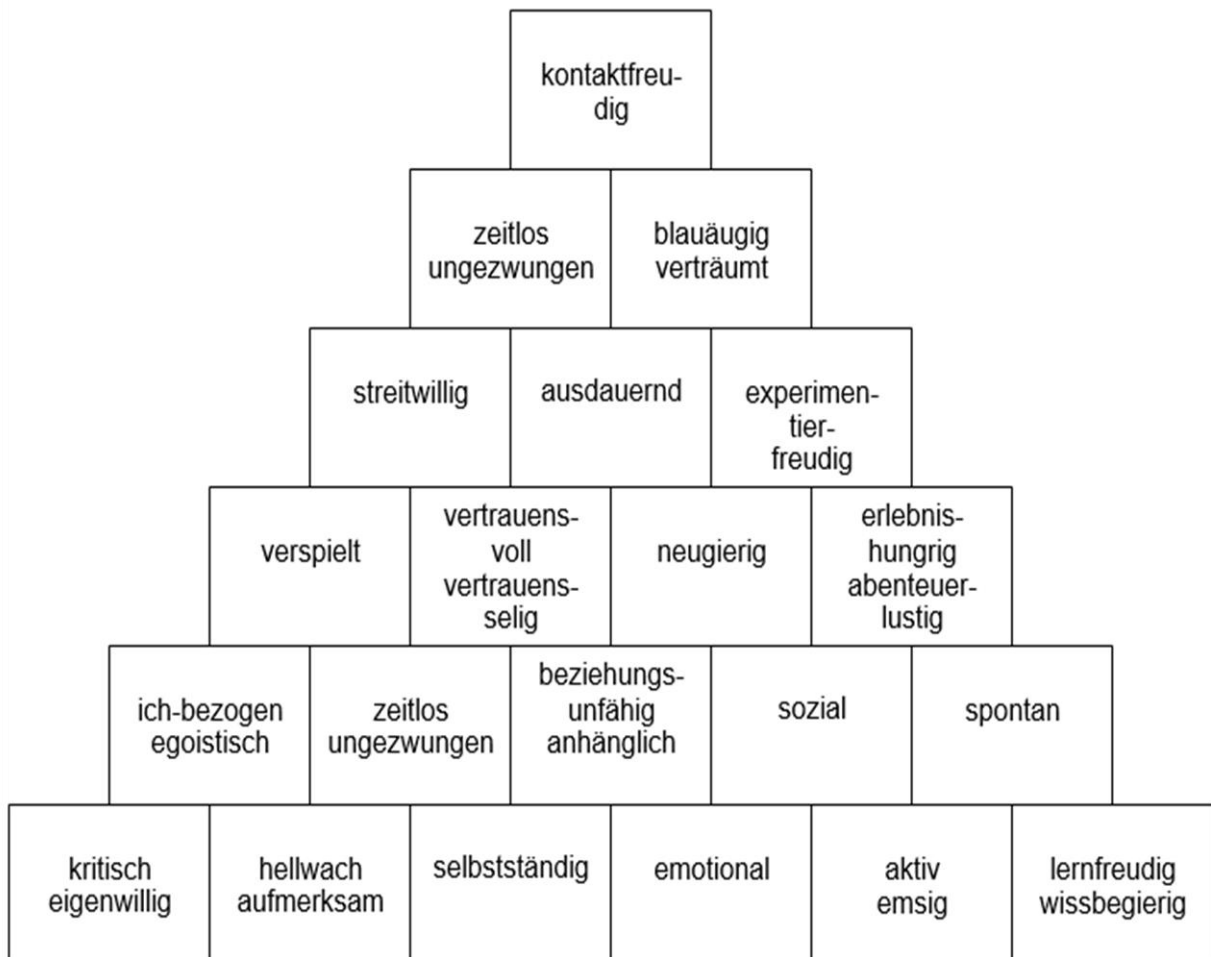 kontaktfreu-
dig
zeitlos
ungezwungen
blauäugig
verträumt
streitwillig
ausdauernd
experimen-
tier-
freudig
verspielt
vertrauens-
voll
vertrauens-
selig
neugierig
erlebnis-
hungrig
abenteuer-
lustig
ich-bezogen
egoistisch
zeitlos
ungezwungen
beziehungs-
unfähig
anhänglich
sozial
spontan
kritisch
eigenwillig
hellwach
aufmerksam
selbstständig
emotional
aktiv
emsig
lernfreudig
wissbegierig